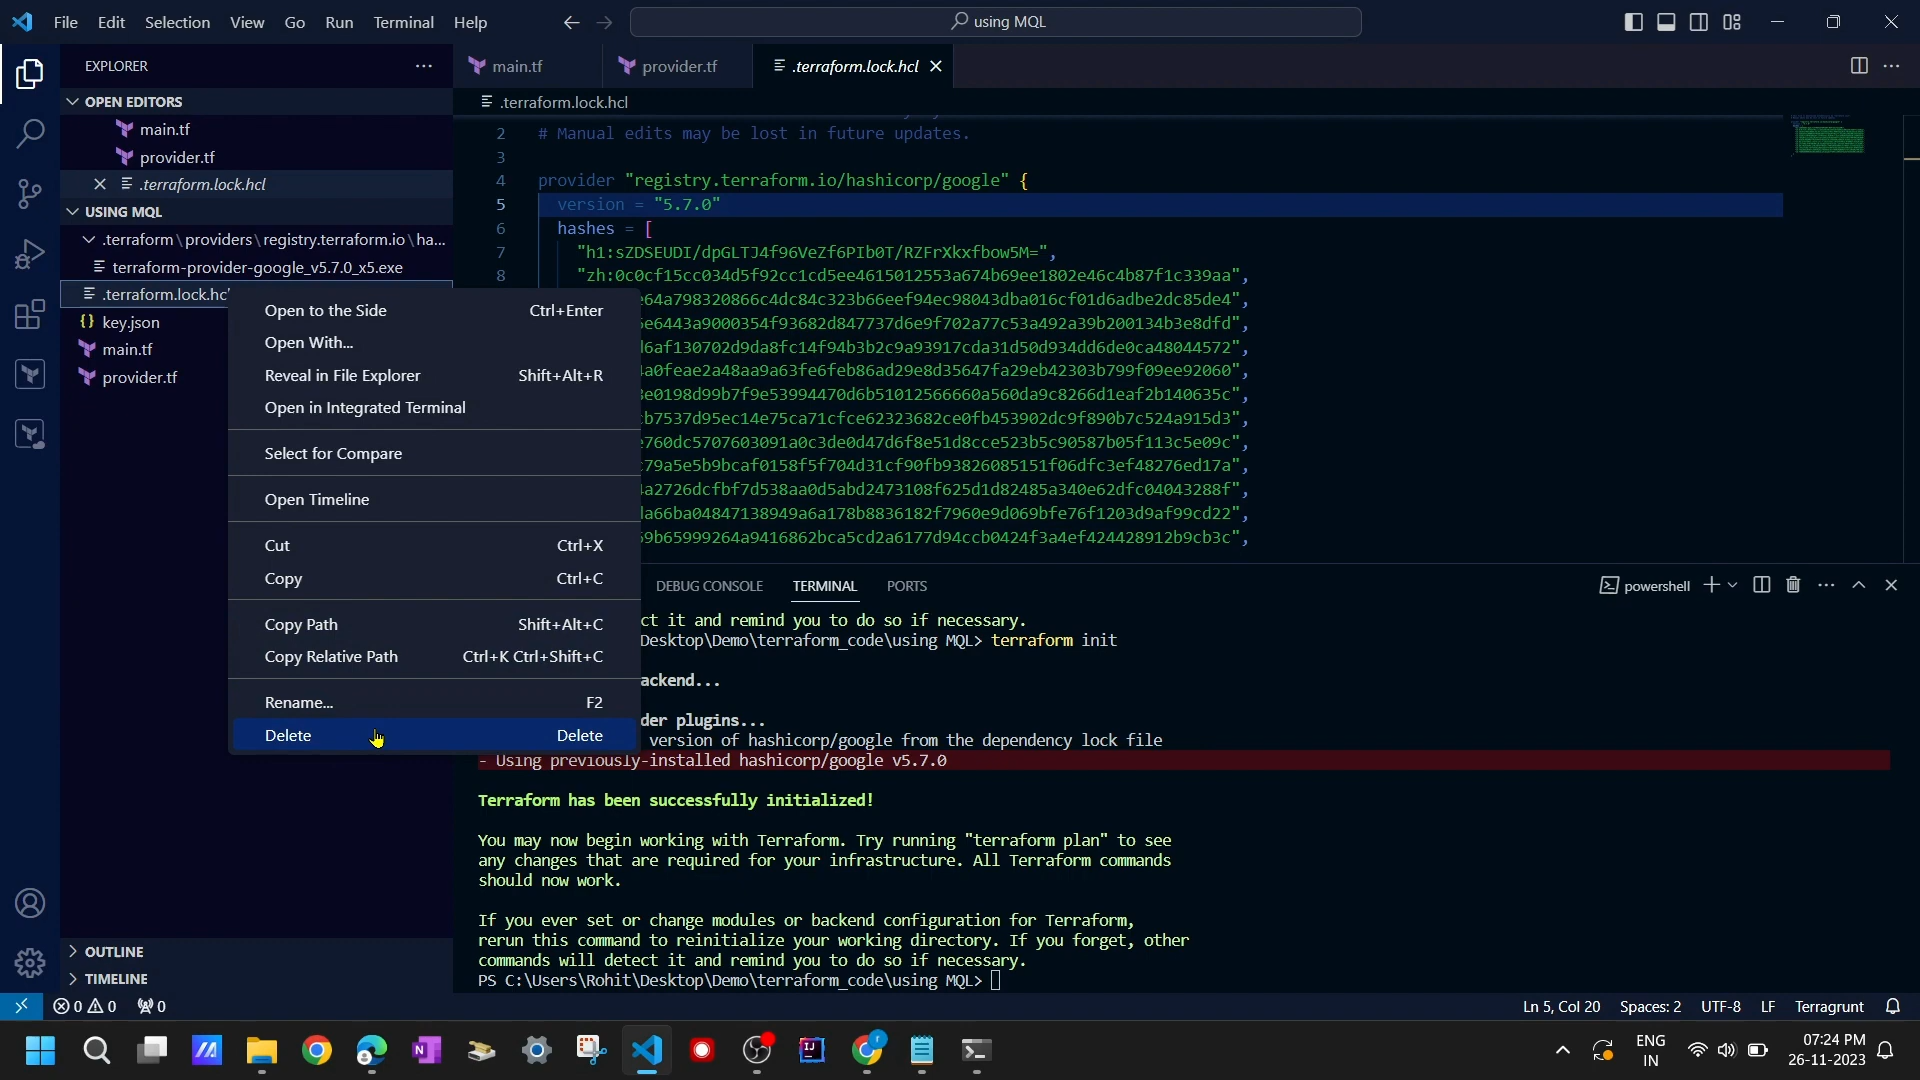 File Edit Selection View Go Run Terminal Help
using MQL
EXPLORER
OPEN EDITORS
main.tf
provider.tf
.terraform.lock.hcl
USING MQL
.terraform\providers\registry.terraform.io\ha...
terraform-provider-google_v5.7.0_x5.exe
.terraform.lock.hcl
key.json
main.tf
provider.tf
OUTLINE
TIMELINE
main.tf provider.tf .terraform.lock.hcl
.terraform.lock.hcl
2 # Manual edits may be lost in future updates.
3
4 provider "registry.terraform.io/hashicorp/google" {
5 version = "5.7.0"
6 hashes = [
7 "h1:sZDSEUDI/dpGLTJ4f96VeZf6PIb0T/RZFrXkxfbow5M=",
8 "zh:0c0cf15cc034d5f92cc1cd5ee4615012553a674b69ee1802e46c4b87f1c339aa",
e64a798320866c4dc84c323b66eef94ec98043dba016cf01d6adbe2dc85de4",
e6443a9000354f93682d847737d6e9f702a77c53a492a39b200134b3e8dfd",
6af130702d9da8fc14f94b3b2c9a93917cda31d50d934dd6de0ca48044572",
a0feae2a48aa9a63fe6feb86ad29e8d35647fa29eb42303b799f09ee92060",
e0198d99b7f9e53994470d6b51012566660a560da9c8266d1eaf2b140635c",
b7537d95ec14e75ca71cfce62323682ce0fb453902dc9f890b7c524a915d3",
760dc5707603091a0c3de0d47d6f8e51d8cce523b5c90587b05f113c5e09c",
79a5e5b9bcaf0158f5f704d31cf90fb93826085151f06dfc3ef48276ed17a",
a2726dcfbf7d538aa0d5abd2473108f625d1d82485a340e62dfc04043288f",
a66ba04847138949a6a178b8836182f7960e9d069bfe76f1203d9af99cd22",
9b65999264a9416862bca5cd2a6177d94ccb0424f3a4ef424428912b9cb3c",
Open to the Side Ctrl+Enter
Open With...
Reveal in File Explorer Shift+Alt+R
Open in Integrated Terminal
Select for Compare
Open Timeline
Cut Ctrl+X
Copy Ctrl+C
Copy Path Shift+Alt+C
Copy Relative Path Ctrl+K Ctrl+Shift+C
Rename... F2
Delete Delete
DEBUG CONSOLE TERMINAL PORTS
powershell
ct it and remind you to do so if necessary.
Desktop\Demo\terraform_code\using MQL> terraform init
ackend...
der plugins...
version of hashicorp/google from the dependency lock file
- Using previously-installed hashicorp/google v5.7.0
Terraform has been successfully initialized!
You may now begin working with Terraform. Try running "terraform plan" to see
any changes that are required for your infrastructure. All Terraform commands
should now work.
If you ever set or change modules or backend configuration for Terraform,
rerun this command to reinitialize your working directory. If you forget, other
commands will detect it and remind you to do so if necessary.
PS C:\Users\Rohit\Desktop\Demo\terraform_code\using MQL>
0 0 0
Ln 5, Col 20 Spaces: 2 UTF-8 LF Terragrunt
ENG
IN
07:24 PM
26-11-2023